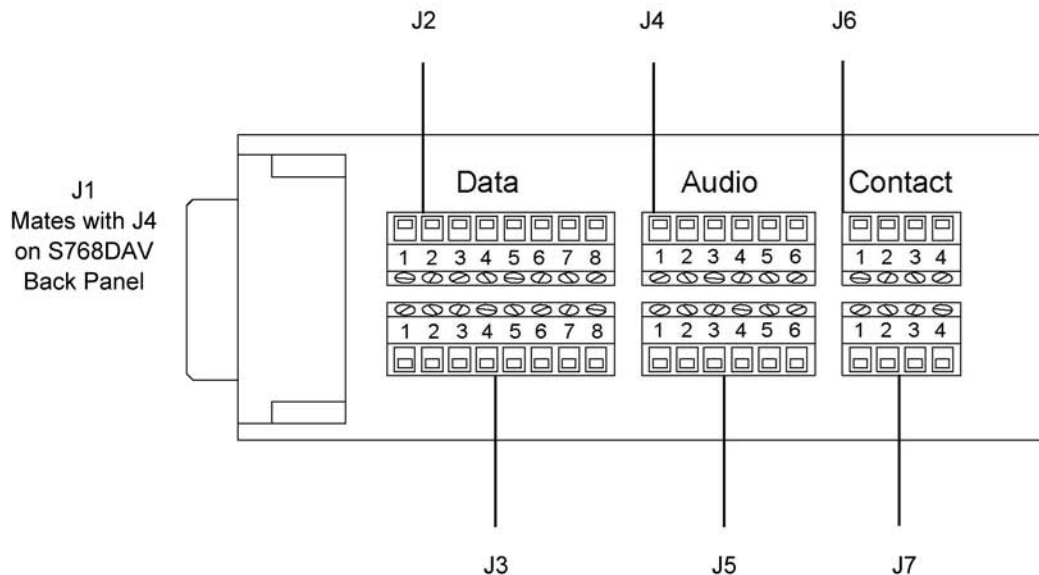 J2 J4 J6
Data Audio Contact
J1
Mates with J4
on S768DAV
Back Panel
1 2 3 4 5 6 7 8 1 2 3 4 5 6 1 2 3 4
1 2 3 4 5 6 7 8 1 2 3 4 5 6 1 2 3 4
J3 J5 J7